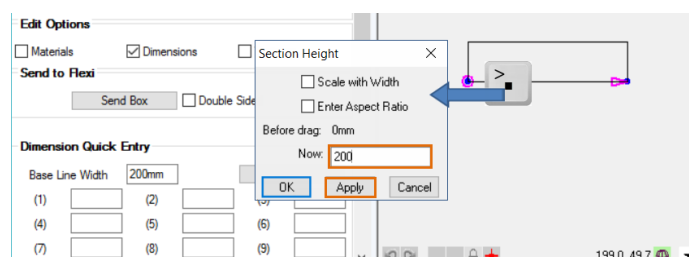 Edit Options
Materials Dimensions
Section Height
Scale with Width
Enter Aspect Ratio
Before drag: 0mm
Now: 200
OK Apply Cancel
Send to Flexi
Send Box Double Side
Dimension Quick Entry
Base Line Width 200mm
(1) (2)
(4) (5) (6)
(7) (8) (9)
>.
199.0, 49.7